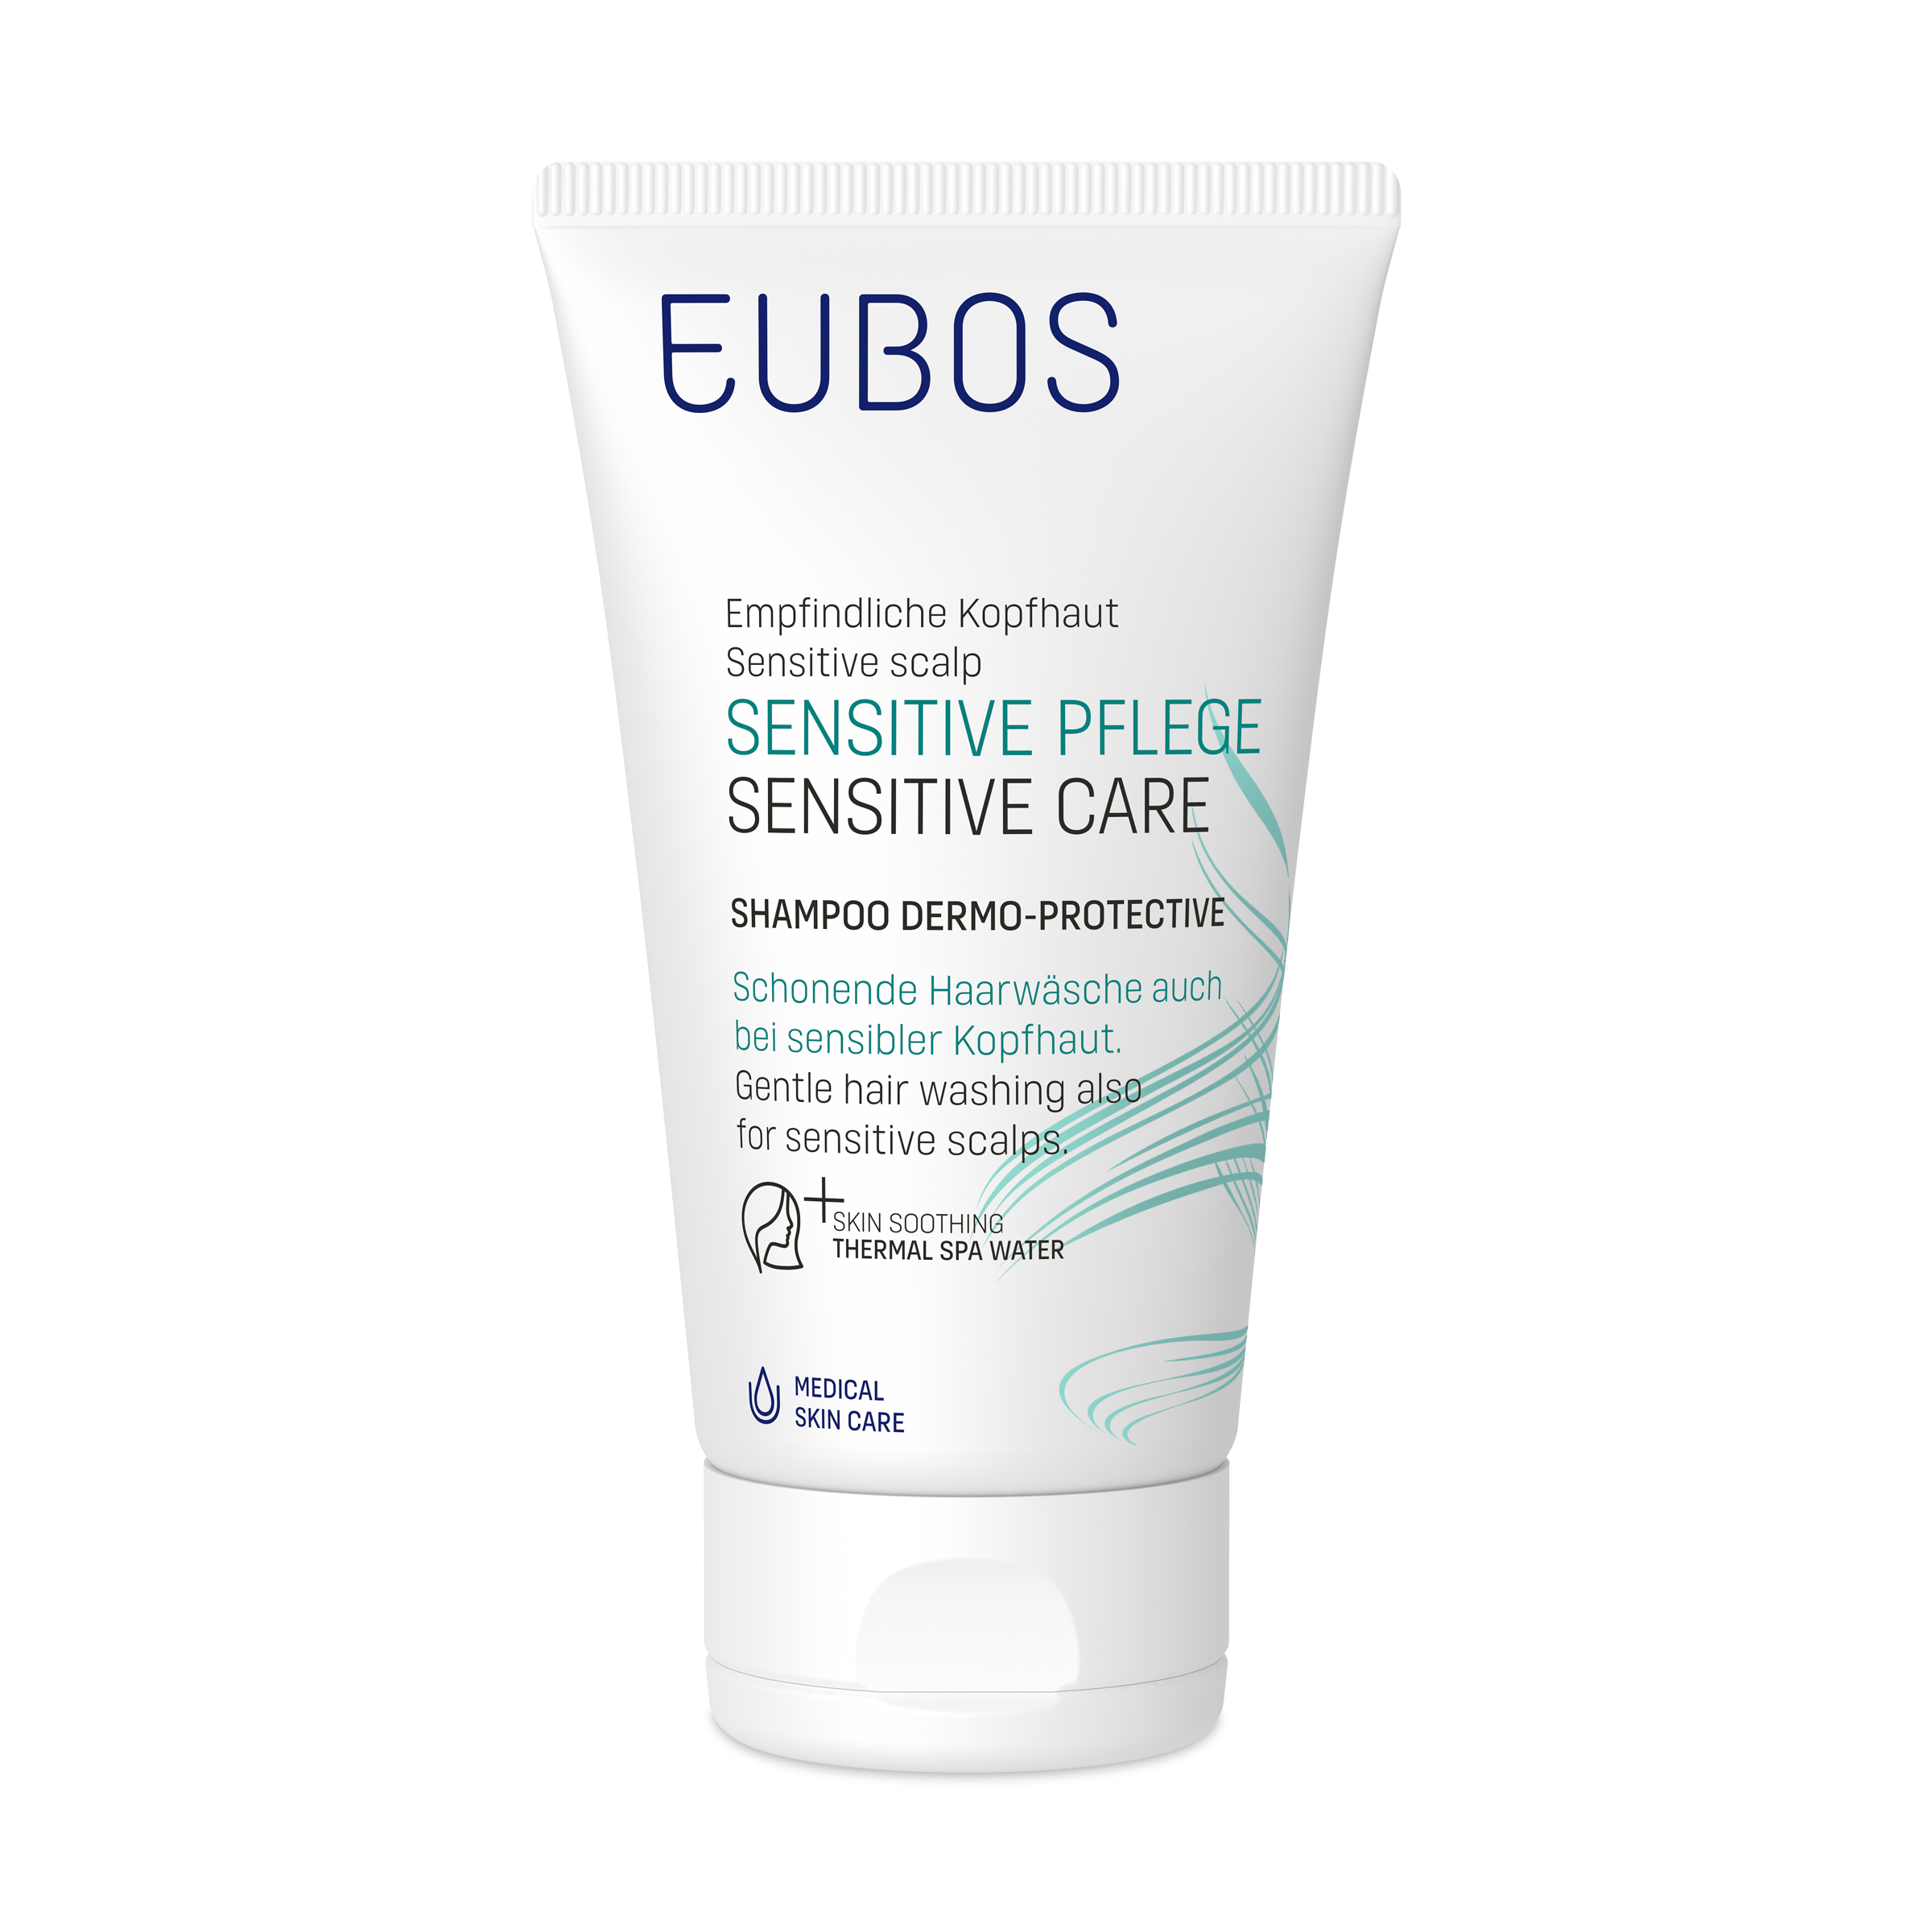 EUBOS
Empfindliche Kopfhaut
Sensitive scalp
SENSITIVE PFLEGE
SENSITIVE CARE
SHAMPOO DERMO-PROTECTIVE
Schonende Haarwäsche auch
bei sensibler Kopfhaut.
Gentle hair washing also
for sensitive scalps.
SKIN SOOTHING
THERMAL SPA WATER
MEDICAL
SKIN CARE